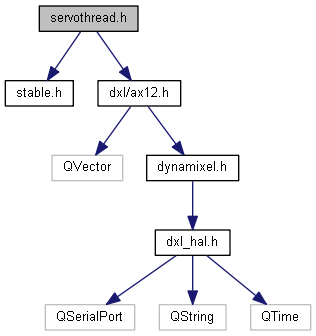 servothread.h
stable.h
dxl/ax12.h
QVector
dynamixel.h
dxl_hal.h
QSerialPort
QString
QTime